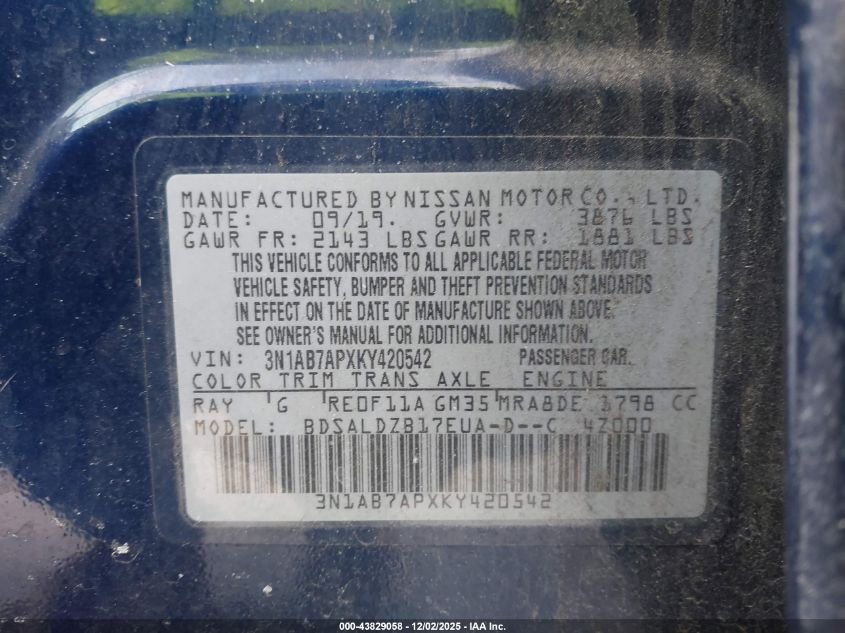 MANUFACTURED BY NISSAN MOTOR CO., LTD.
DATE: 09/19. GVWR: 3876 LBS
GAWR FR: 2143 LBS GAWR RR: 1881 LBS
THIS VEHICLE CONFORMS TO ALL APPLICABLE FEDERAL MOTOR
VEHICLE SAFETY, BUMPER AND THEFT PREVENTION STANDARDS
IN EFFECT ON THE DATE OF MANUFACTURE SHOWN ABOVE.
SEE OWNER'S MANUAL FOR ADDITIONAL INFORMATION.
VIN: 3N1AB7APXKY420542 PASSENGER CAR.
COLOR TRIM TRANS AXLE ENGINE
RAY G RE0F11A GM35 MRA8DE 1798 CC
MODEL: BDSALDZB17EUA-D--C 4Z000
3N1AB7APXKY420542
000-43829058 - 12/02/2025 - IAA Inc.